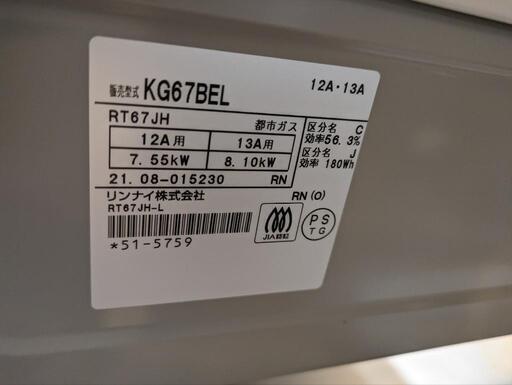 販売型式 KG67BEL 12A・13A
RT67JH 都市ガス
12A用 13A用
7.55kW 8.10kW
区分名 C
効率56.3%
区分名 J
効率 180Wh
21.08-015230 RN
リンナイ株式会社 RN(O)
RT67JH-L
*51-5759
JIA認証
PS
TG